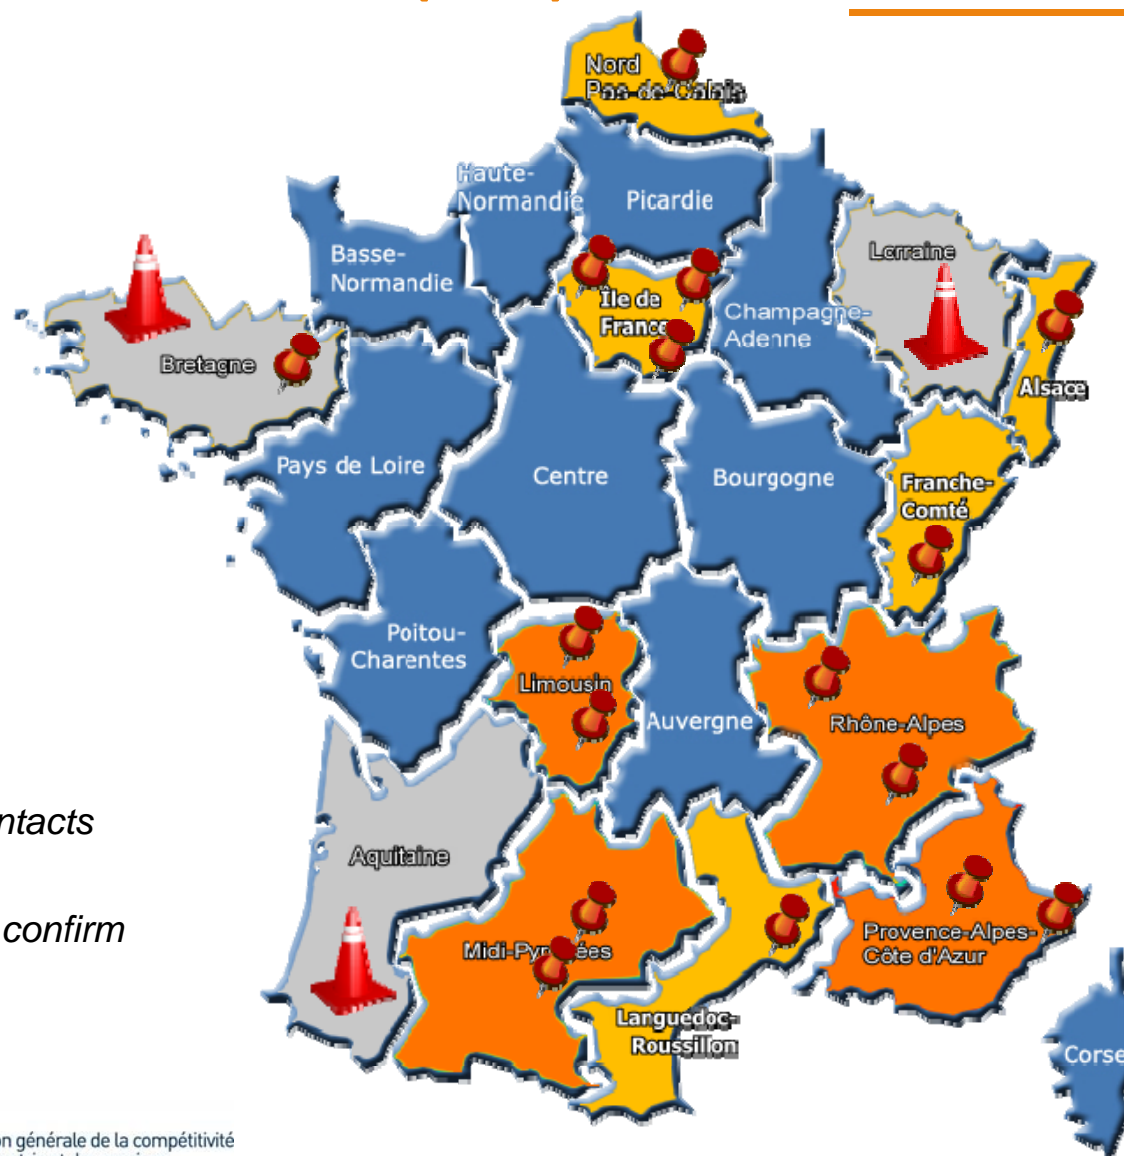 Nord
Pas-de-Calais
Haute-
Normandie
Picardie
Basse-
Normandie
Lorraine
Île de
France
Champagne-
Adenne
Bretagne
Alsace
Pays de Loire
Centre
Bourgogne
Franche-
Comté
Poitou-
Charentes
Limousin
Auvergne
Rhône-Alpes
ntacts
Aquitaine
confirm
Midi-Pyrénées
Provence-Alpes-
Côte d'Azur
Languedoc-
Roussillon
Corse
n générale de la compétitivité